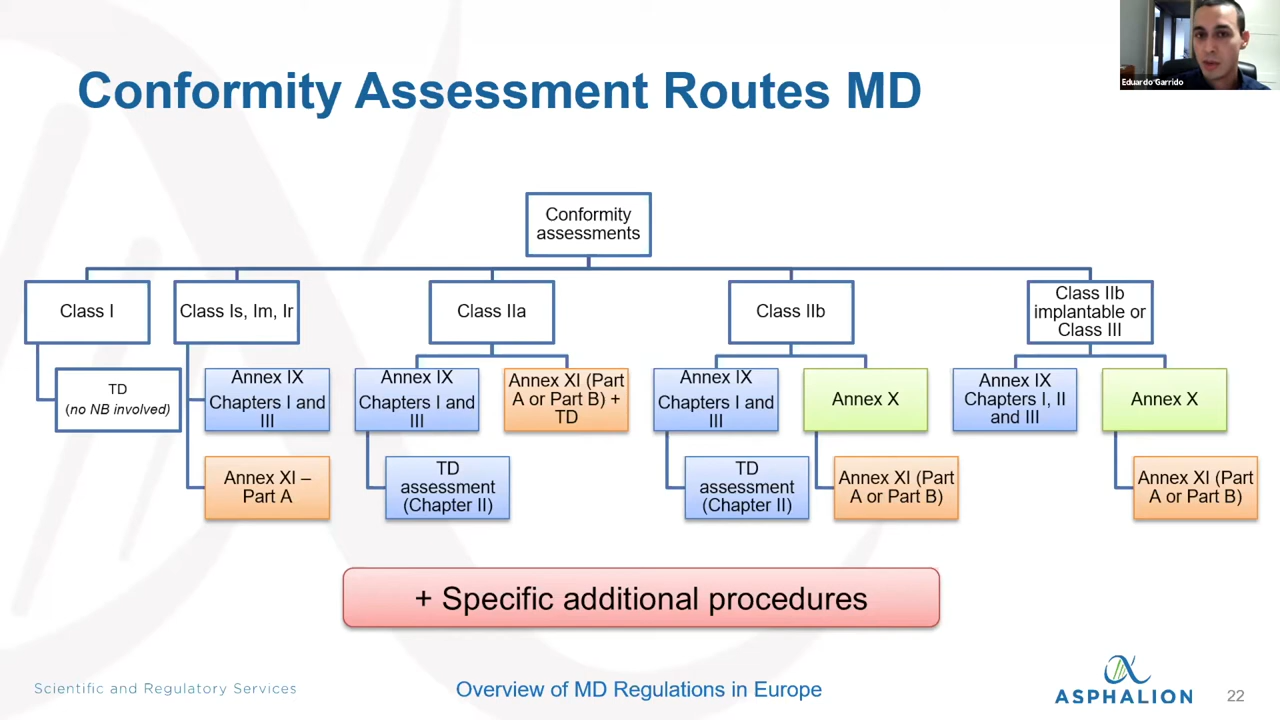 Eduardo Garrido
Conformity Assessment Routes MD
Conformity
assessments
Class I
Class Is, Im, Ir
Class IIa
Class IIb
Class IIb
implantable or
Class III
TD
(no NB involved)
Annex IX
Chapters I and
III
Annex XI –
Part A
Annex IX
Chapters I and
III
TD
assessment
(Chapter II)
Annex XI (Part
A or Part B) +
TD
Annex IX
Chapters I and
III
TD
assessment
(Chapter II)
Annex X
Annex XI (Part
A or Part B)
Annex IX
Chapters I, II
and III
Annex X
Annex XI (Part
A or Part B)
+ Specific additional procedures
Scientific and Regulatory Services
Overview of MD Regulations in Europe
ASPHALION
22